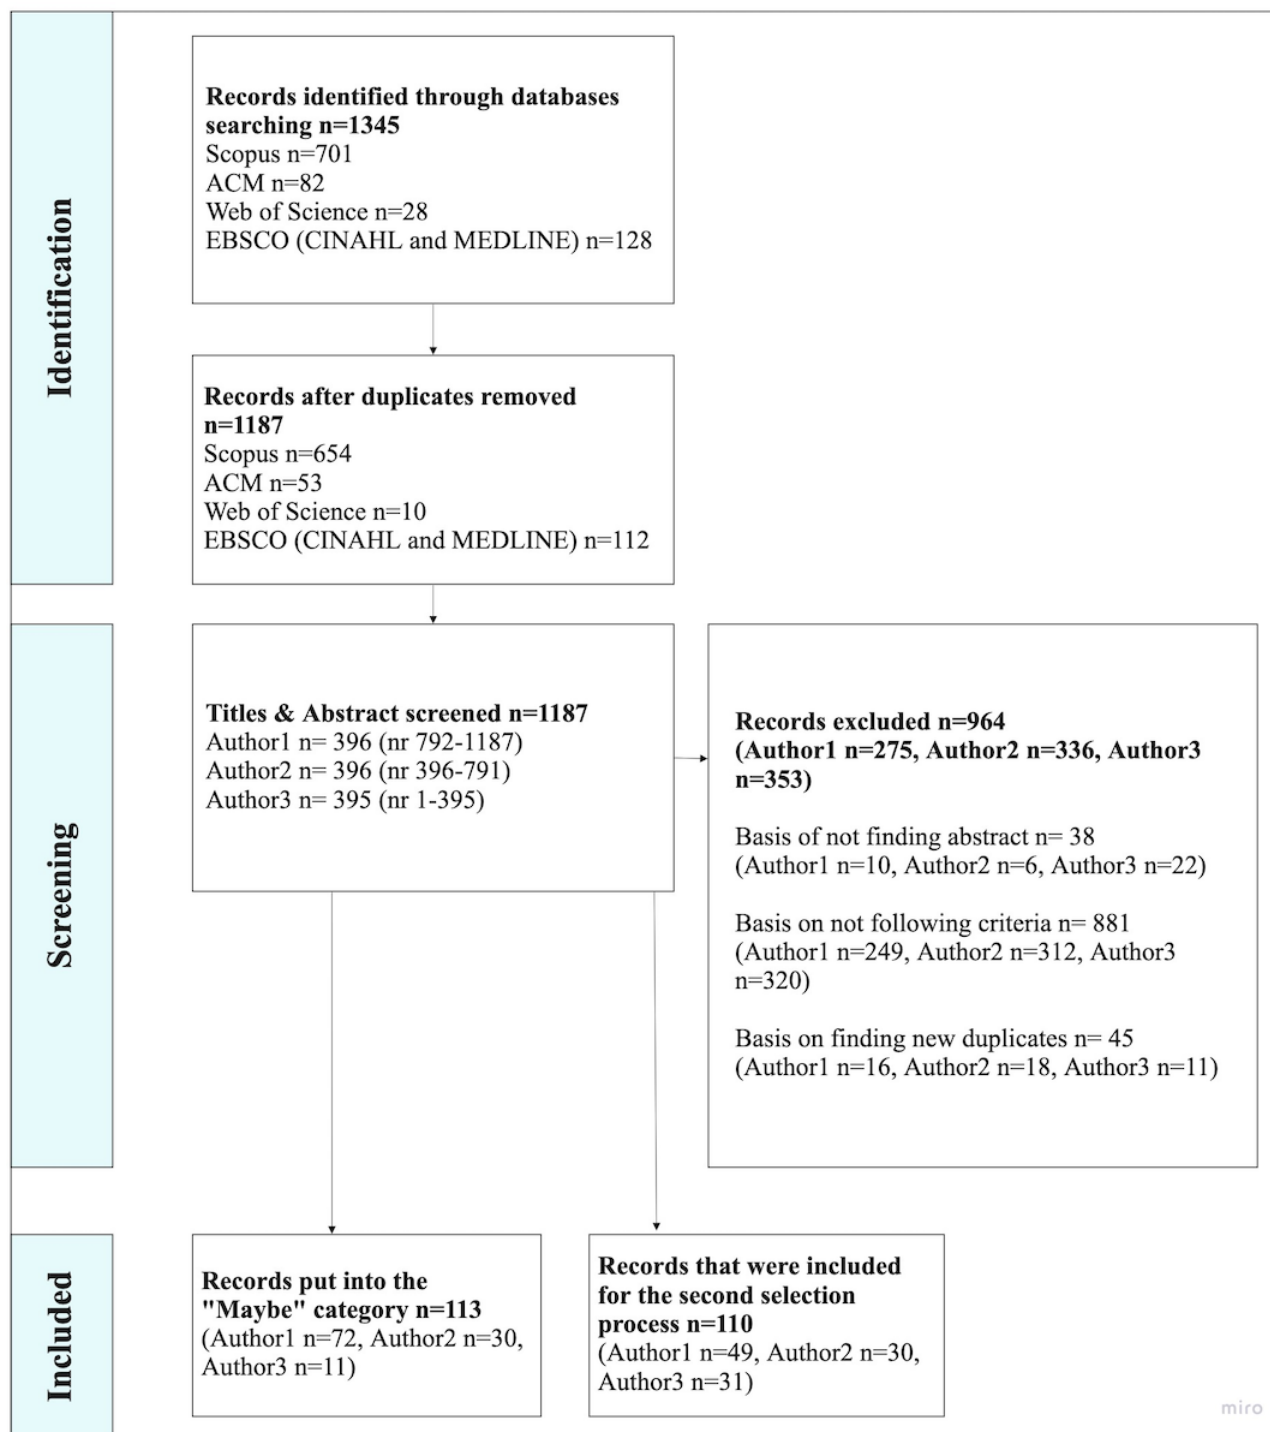 Identification
Records identified through databases
searching n=1345
Scopus n=701
ACM n=82
Web of Science n=28
EBSCO (CINAHL and MEDLINE) n=128
Records after duplicates removed
n=1187
Scopus n=654
ACM n=53
Web of Science n=10
EBSCO (CINAHL and MEDLINE) n=112
Screening
Titles & Abstract screened n=1187
Author1 n= 396 (nr 792-1187)
Author2 n= 396 (nr 396-791)
Author3 n= 395 (nr 1-395)
Records excluded n=964
(Author1 n=275, Author2 n=336, Author3
n=353)
Basis of not finding abstract n= 38
(Author1 n=10, Author2 n=6, Author3 n=22)
Basis on not following criteria n= 881
(Author1 n=249, Author2 n=312, Author3
n=320)
Basis on finding new duplicates n= 45
(Author1 n=16, Author2 n=18, Author3 n=11)
Included
Records put into the
"Maybe" category n=113
(Author1 n=72, Author2 n=30,
Author3 n=11)
Records that were included
for the second selection
process n=110
(Author1 n=49, Author2 n=30,
Author3 n=31)
miro